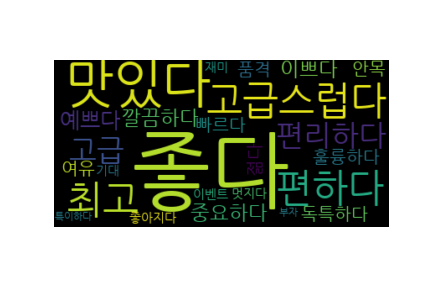 맛있다 재미 품격 이쁘다 안목
고급스럽다
예쁘다 깔끔하다 빠르다 편리하다
고급 좋다 훌륭하다
여유 기대 편하다
최고 이벤트 멋지다
중요하다 독특하다
특이하다 좋아지다 부자